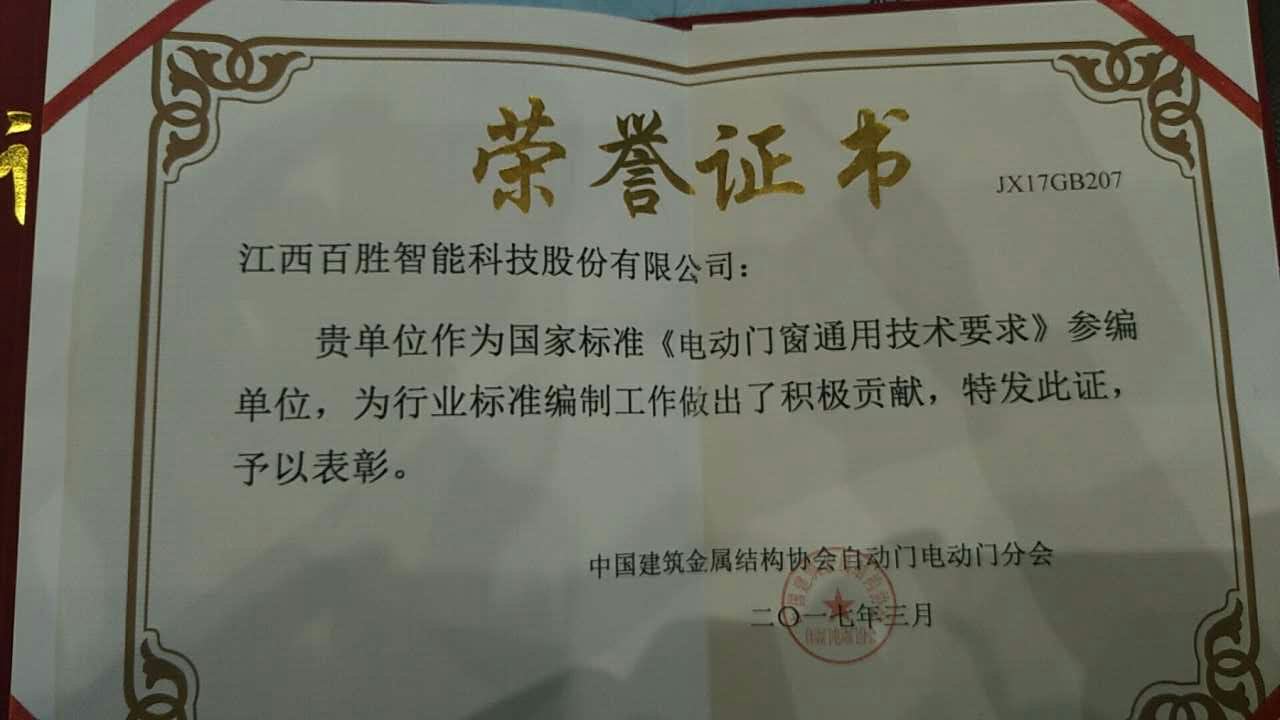 荣誉证书
JX17GB207
江西百胜智能科技股份有限公司：
贵单位作为国家标准《电动门窗通用技术要求》参编
单位，为行业标准编制工作做出了积极贡献，特发此证，
予以表彰。
中国建筑金属结构协会自动门电动门分会
二〇一七年三月